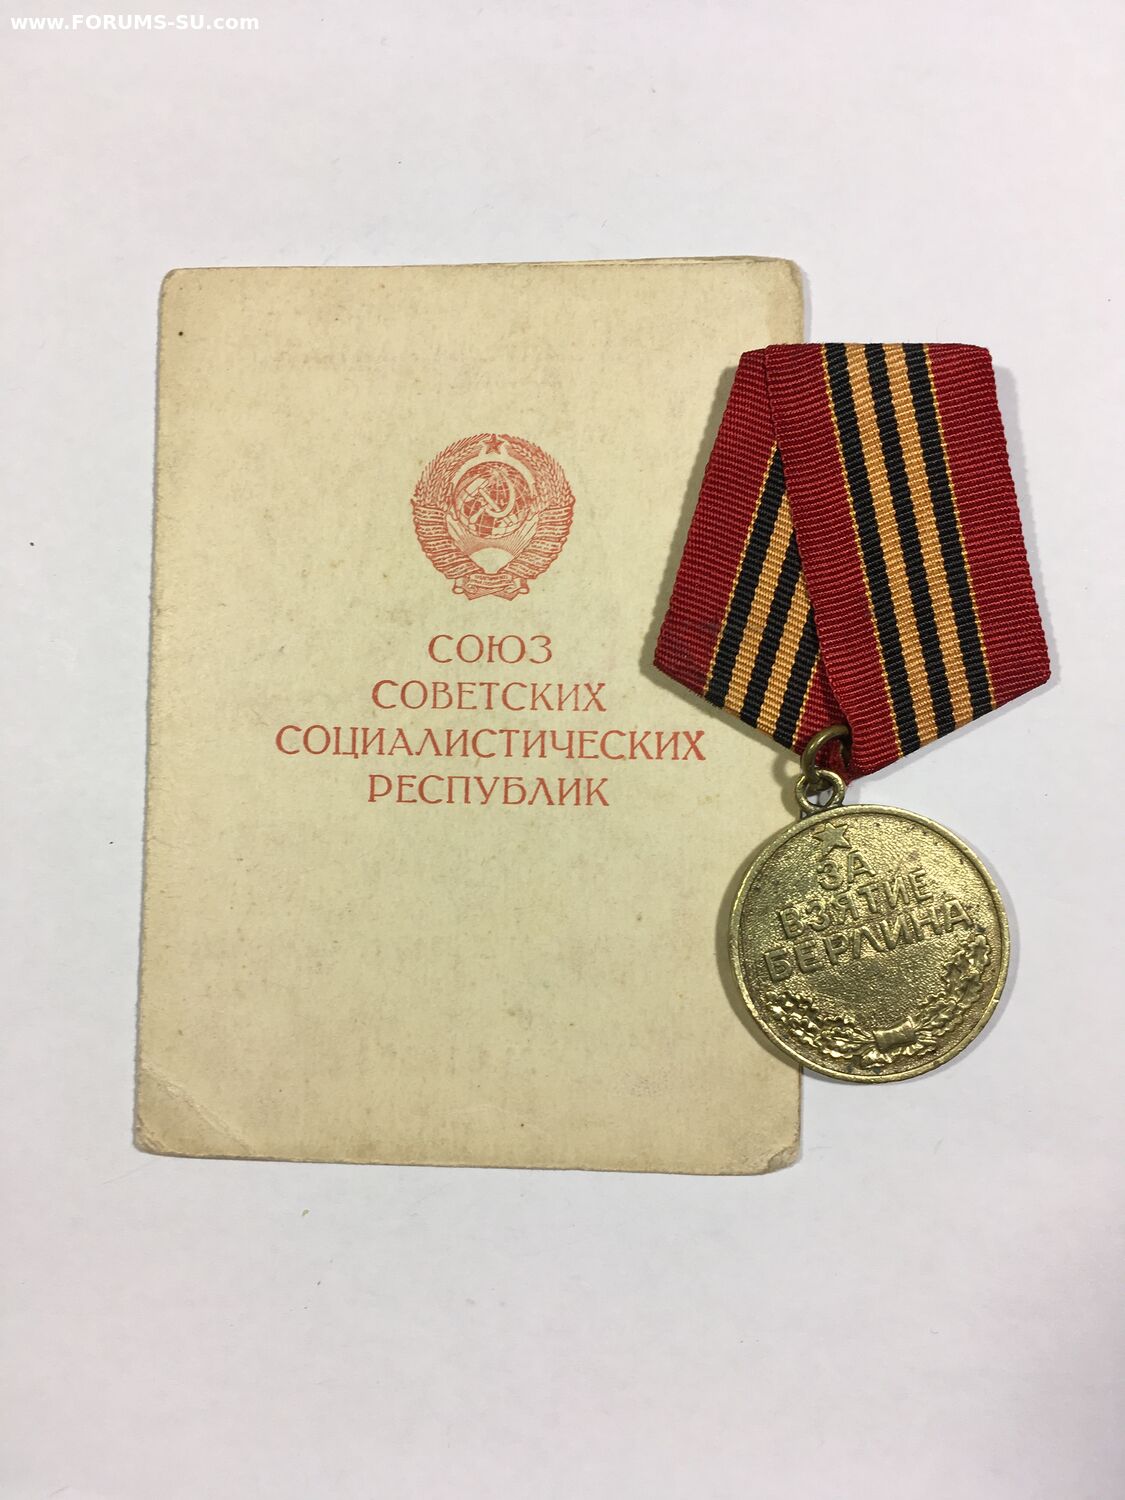 www.FORUMS-SU.com
СОЮЗ
СОВЕТСКИХ
СОЦИАЛИСТИЧЕСКИХ
РЕСПУБЛИК
ЗА
ВЗЯТИЕ
БЕРЛИНА